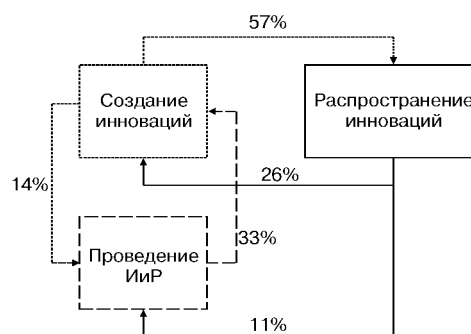 57%
Создание
инноваций
Распространение
инноваций
14%
26%
33%
Проведение
ИиР
11%